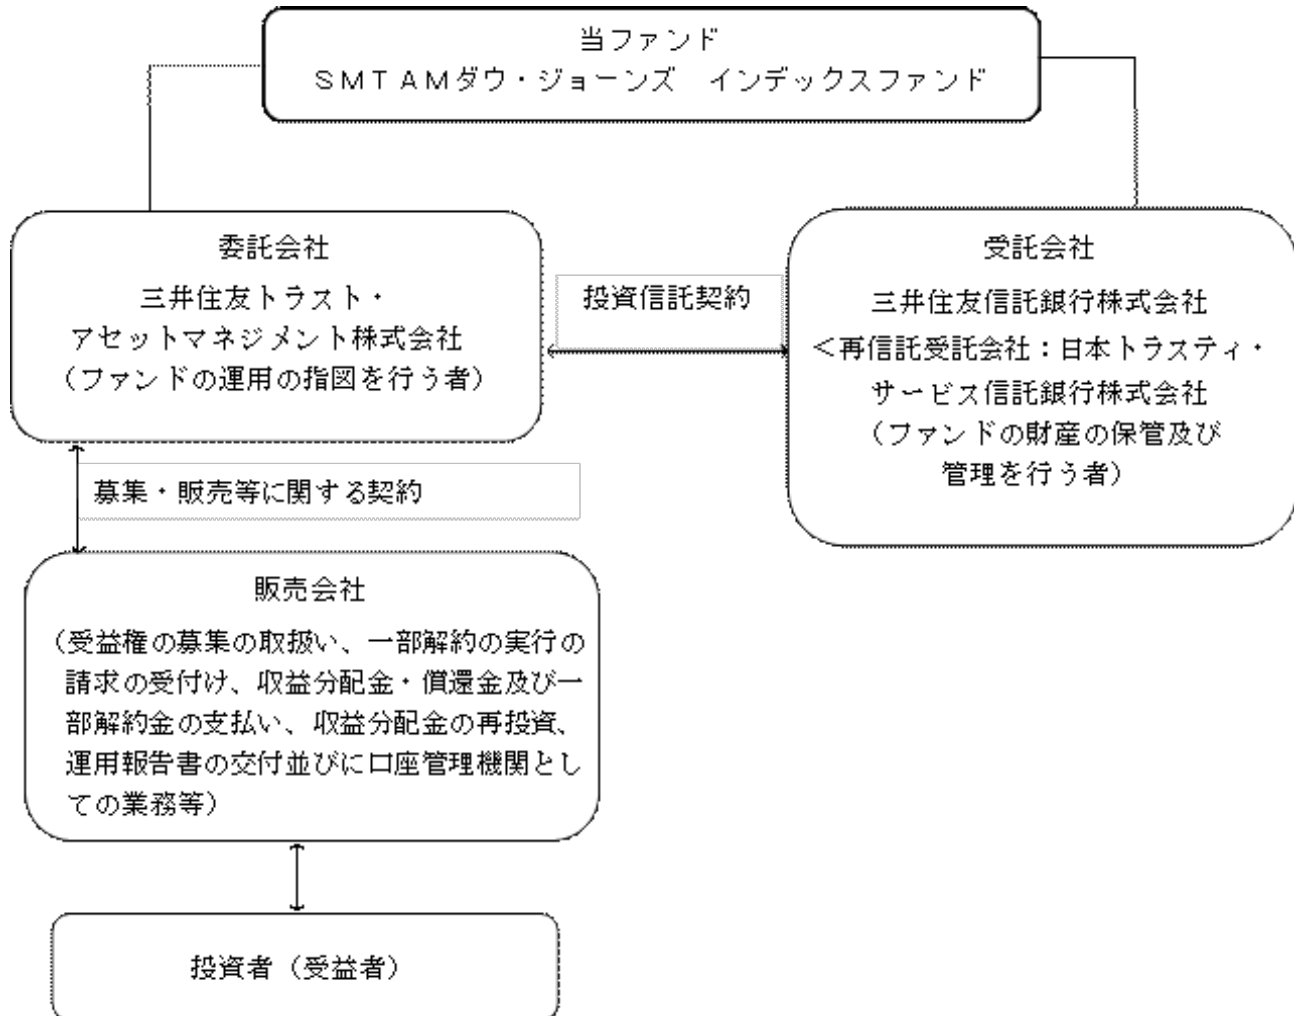 当ファンド
SMTAMダウ・ジョーンズ　インデックスファンド
委託会社
三井住友トラスト・
アセットマネジメント株式会社
(ファンドの運用の指図を行う者)
投資信託契約
受託会社
三井住友信託銀行株式会社
<再信託受託会社:日本トラスティ・
サービス信託銀行株式会社
(ファンドの財産の保管及び
管理を行う者)
募集・販売等に関する契約
販売会社
(受益権の募集の取扱い、一部解約の実行の
請求の受付け、収益分配金・償還金及び一
部解約金の支払い、収益分配金の再投資、
運用報告書の交付並びに口座管理機関とし
ての業務等)
投資者(受益者)